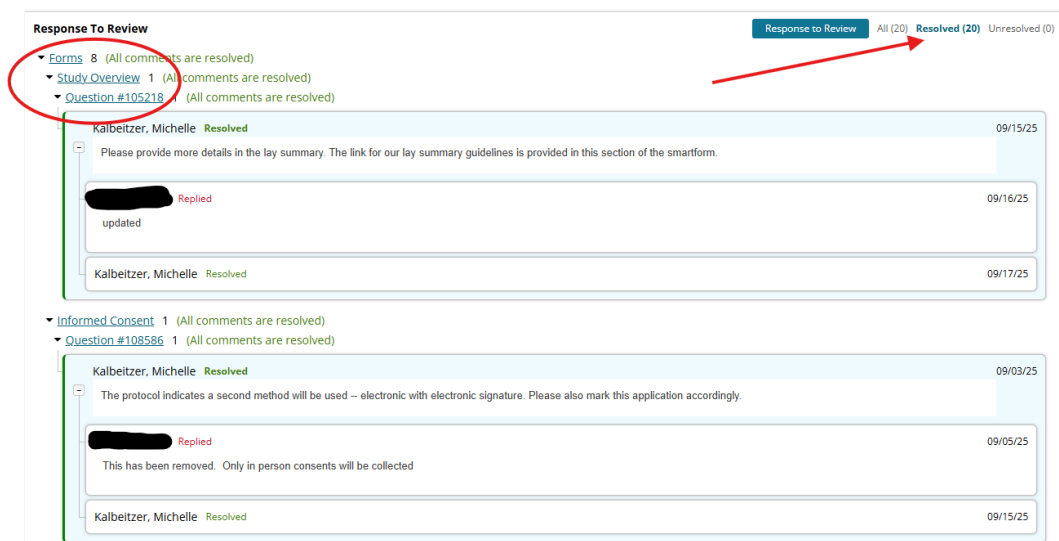 Response To Review Response to Review All (20) Resolved (20) Unresolved (0)
Forms 8 (All comments are resolved)
Study Overview 1 (All comments are resolved)
Question #105218 1 (All comments are resolved)
Kalbeitzer, Michelle Resolved 09/15/25
Please provide more details in the lay summary. The link for our lay summary guidelines is provided in this section of the smartform.
Replied 09/16/25
updated
Kalbeitzer, Michelle Resolved 09/17/25
Informed Consent 1 (All comments are resolved)
Question #108586 1 (All comments are resolved)
Kalbeitzer, Michelle Resolved 09/03/25
The protocol indicates a second method will be used -- electronic with electronic signature. Please also mark this application accordingly.
Replied 09/05/25
This has been removed. Only in person consents will be collected
Kalbeitzer, Michelle Resolved 09/15/25